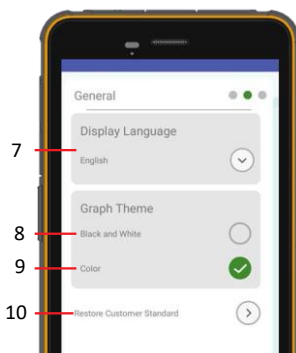 General
Display Language
7
English
Graph Theme
8
Black and White
9
Color
10
Restore Customer Standard